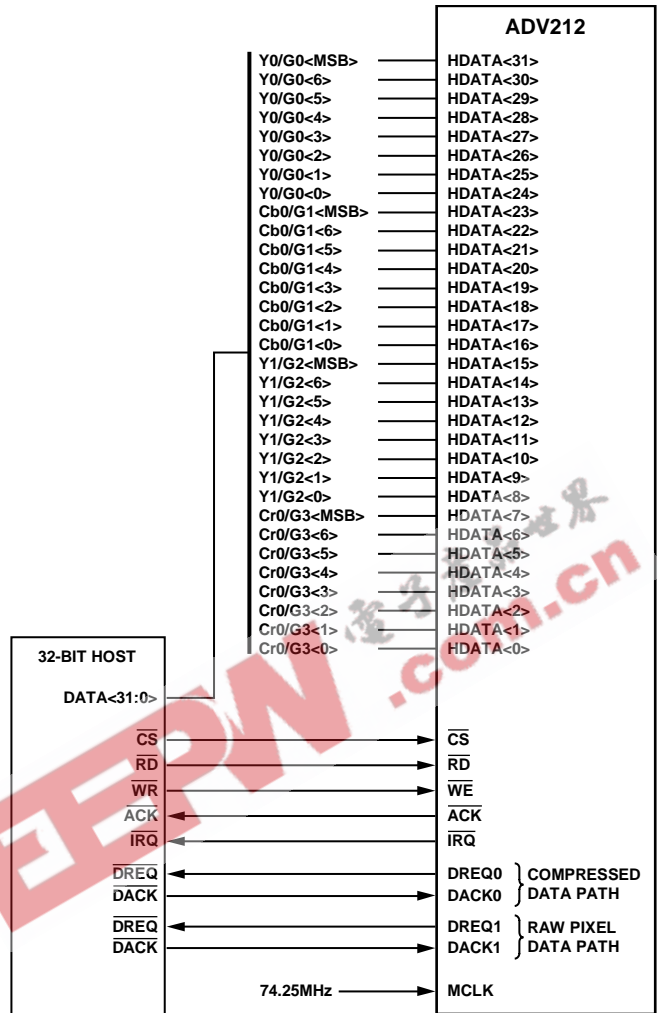 ADV212
Y0/G0<MSB> HDATA<31>
Y0/G0<6> HDATA<30>
Y0/G0<5> HDATA<29>
Y0/G0<4> HDATA<28>
Y0/G0<3> HDATA<27>
Y0/G0<2> HDATA<26>
Y0/G0<1> HDATA<25>
Y0/G0<0> HDATA<24>
Cb0/G1<MSB> HDATA<23>
Cb0/G1<6> HDATA<22>
Cb0/G1<5> HDATA<21>
Cb0/G1<4> HDATA<20>
Cb0/G1<3> HDATA<19>
Cb0/G1<2> HDATA<18>
Cb0/G1<1> HDATA<17>
Cb0/G1<0> HDATA<16>
Y1/G2<MSB> HDATA<15>
Y1/G2<6> HDATA<14>
Y1/G2<5> HDATA<13>
Y1/G2<4> HDATA<12>
Y1/G2<3> HDATA<11>
Y1/G2<2> HDATA<10>
Y1/G2<1> HDATA<9>
Y1/G2<0> HDATA<8>
Cr0/G3<MSB> HDATA<7>
Cr0/G3<6> HDATA<6>
Cr0/G3<5> HDATA<5>
Cr0/G3<4> HDATA<4>
Cr0/G3<3> HDATA<3>
Cr0/G3<2> HDATA<2>
Cr0/G3<1> HDATA<1>
Cr0/G3<0> HDATA<0>
32-BIT HOST
DATA<31:0>
CS CS
RD RD
WR WE
ACK ACK
IRQ IRQ
DREQ DREQ0 COMPRESSED
DACK DACK0 DATA PATH
DREQ DREQ1 RAW PIXEL
DACK DACK1 DATA PATH
74.25MHz MCLK
EEPW
.com.cn